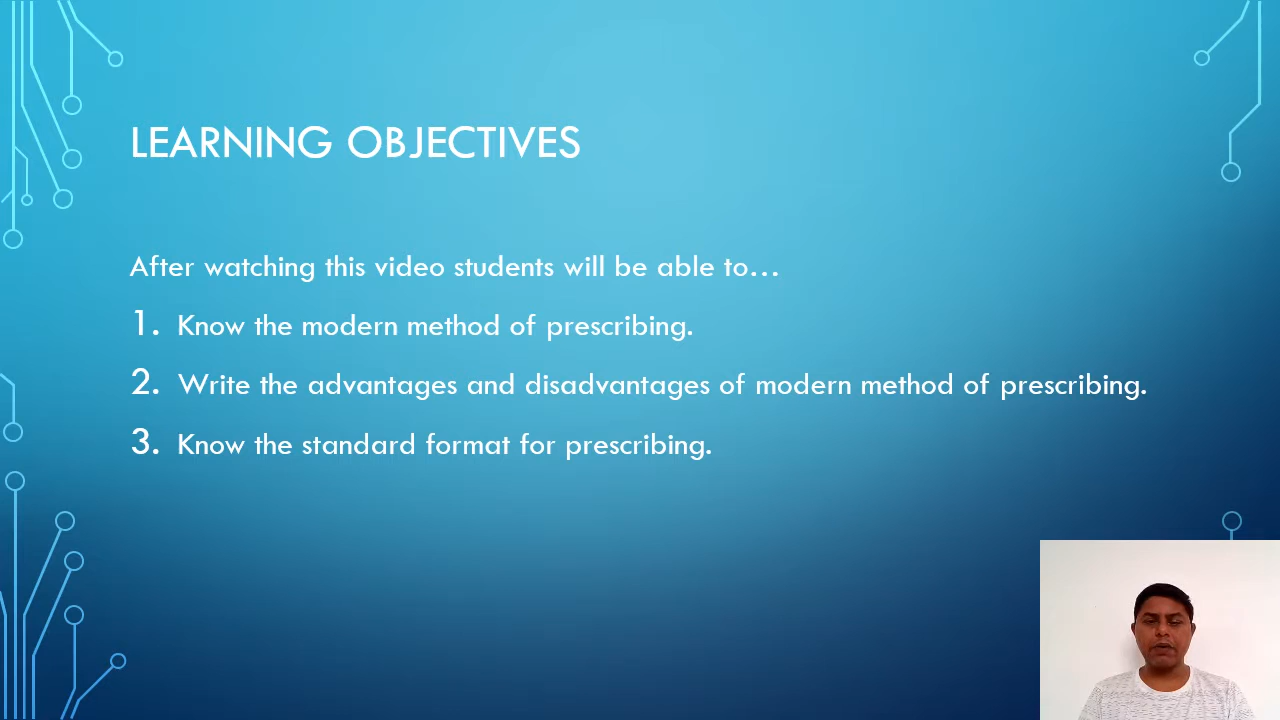 LEARNING OBJECTIVES
After watching this video students will be able to…
1. Know the modern method of prescribing.
2. Write the advantages and disadvantages of modern method of prescribing.
3. Know the standard format for prescribing.